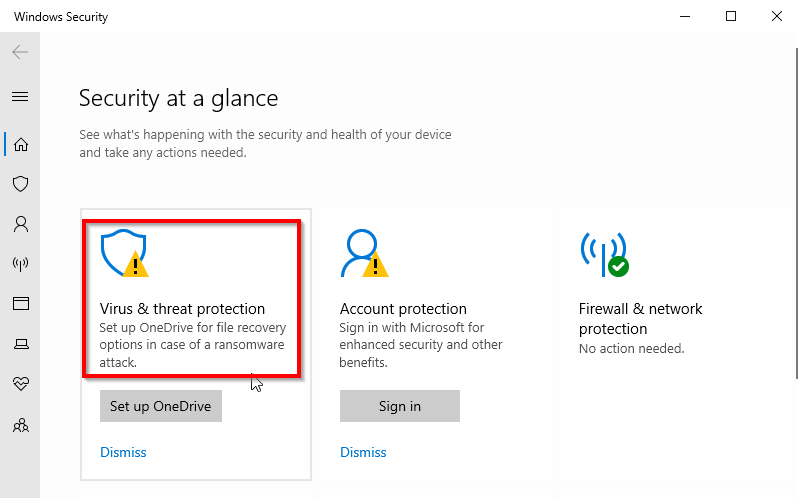 Windows Security
Security at a glance
See what's happening with the security and health of your device
and take any actions needed.
Virus & threat protection
Set up OneDrive for file recovery
options in case of a ransomware
attack.
Set up OneDrive
Dismiss
Account protection
Sign in with Microsoft for
enhanced security and other
benefits.
Sign in
Dismiss
Firewall & network
protection
No action needed.